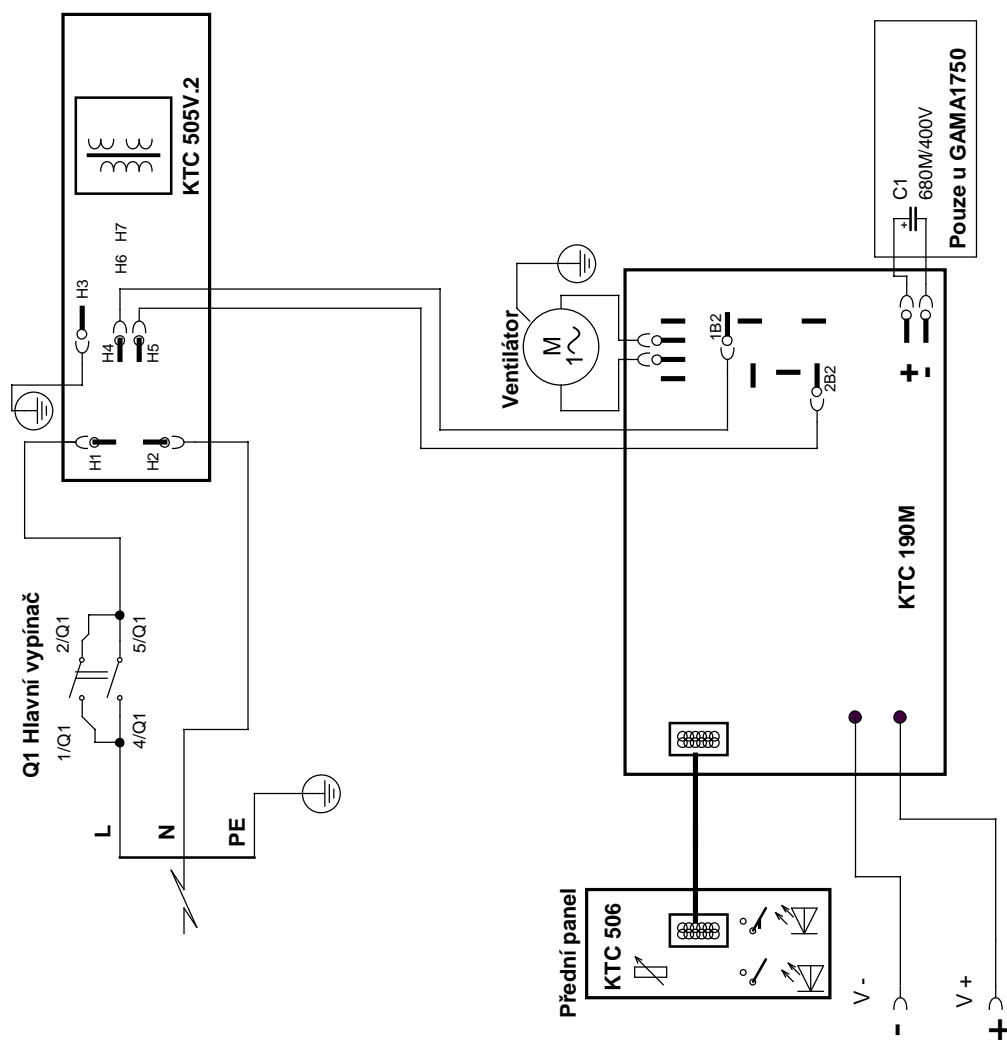 Q1 Hlavní vypínač
1/Q1
2/Q1
4/Q1
5/Q1
L
N
PE
H1
H2
H3
H4
H5
H6
H7
KTC 505V.2
Přední panel
KTC 506
V -
-
V +
+
KTC 190M
Ventilátor
M
1
1B2
2B2
+
-
+
C1
680M/400V
Pouze u GAMA1750